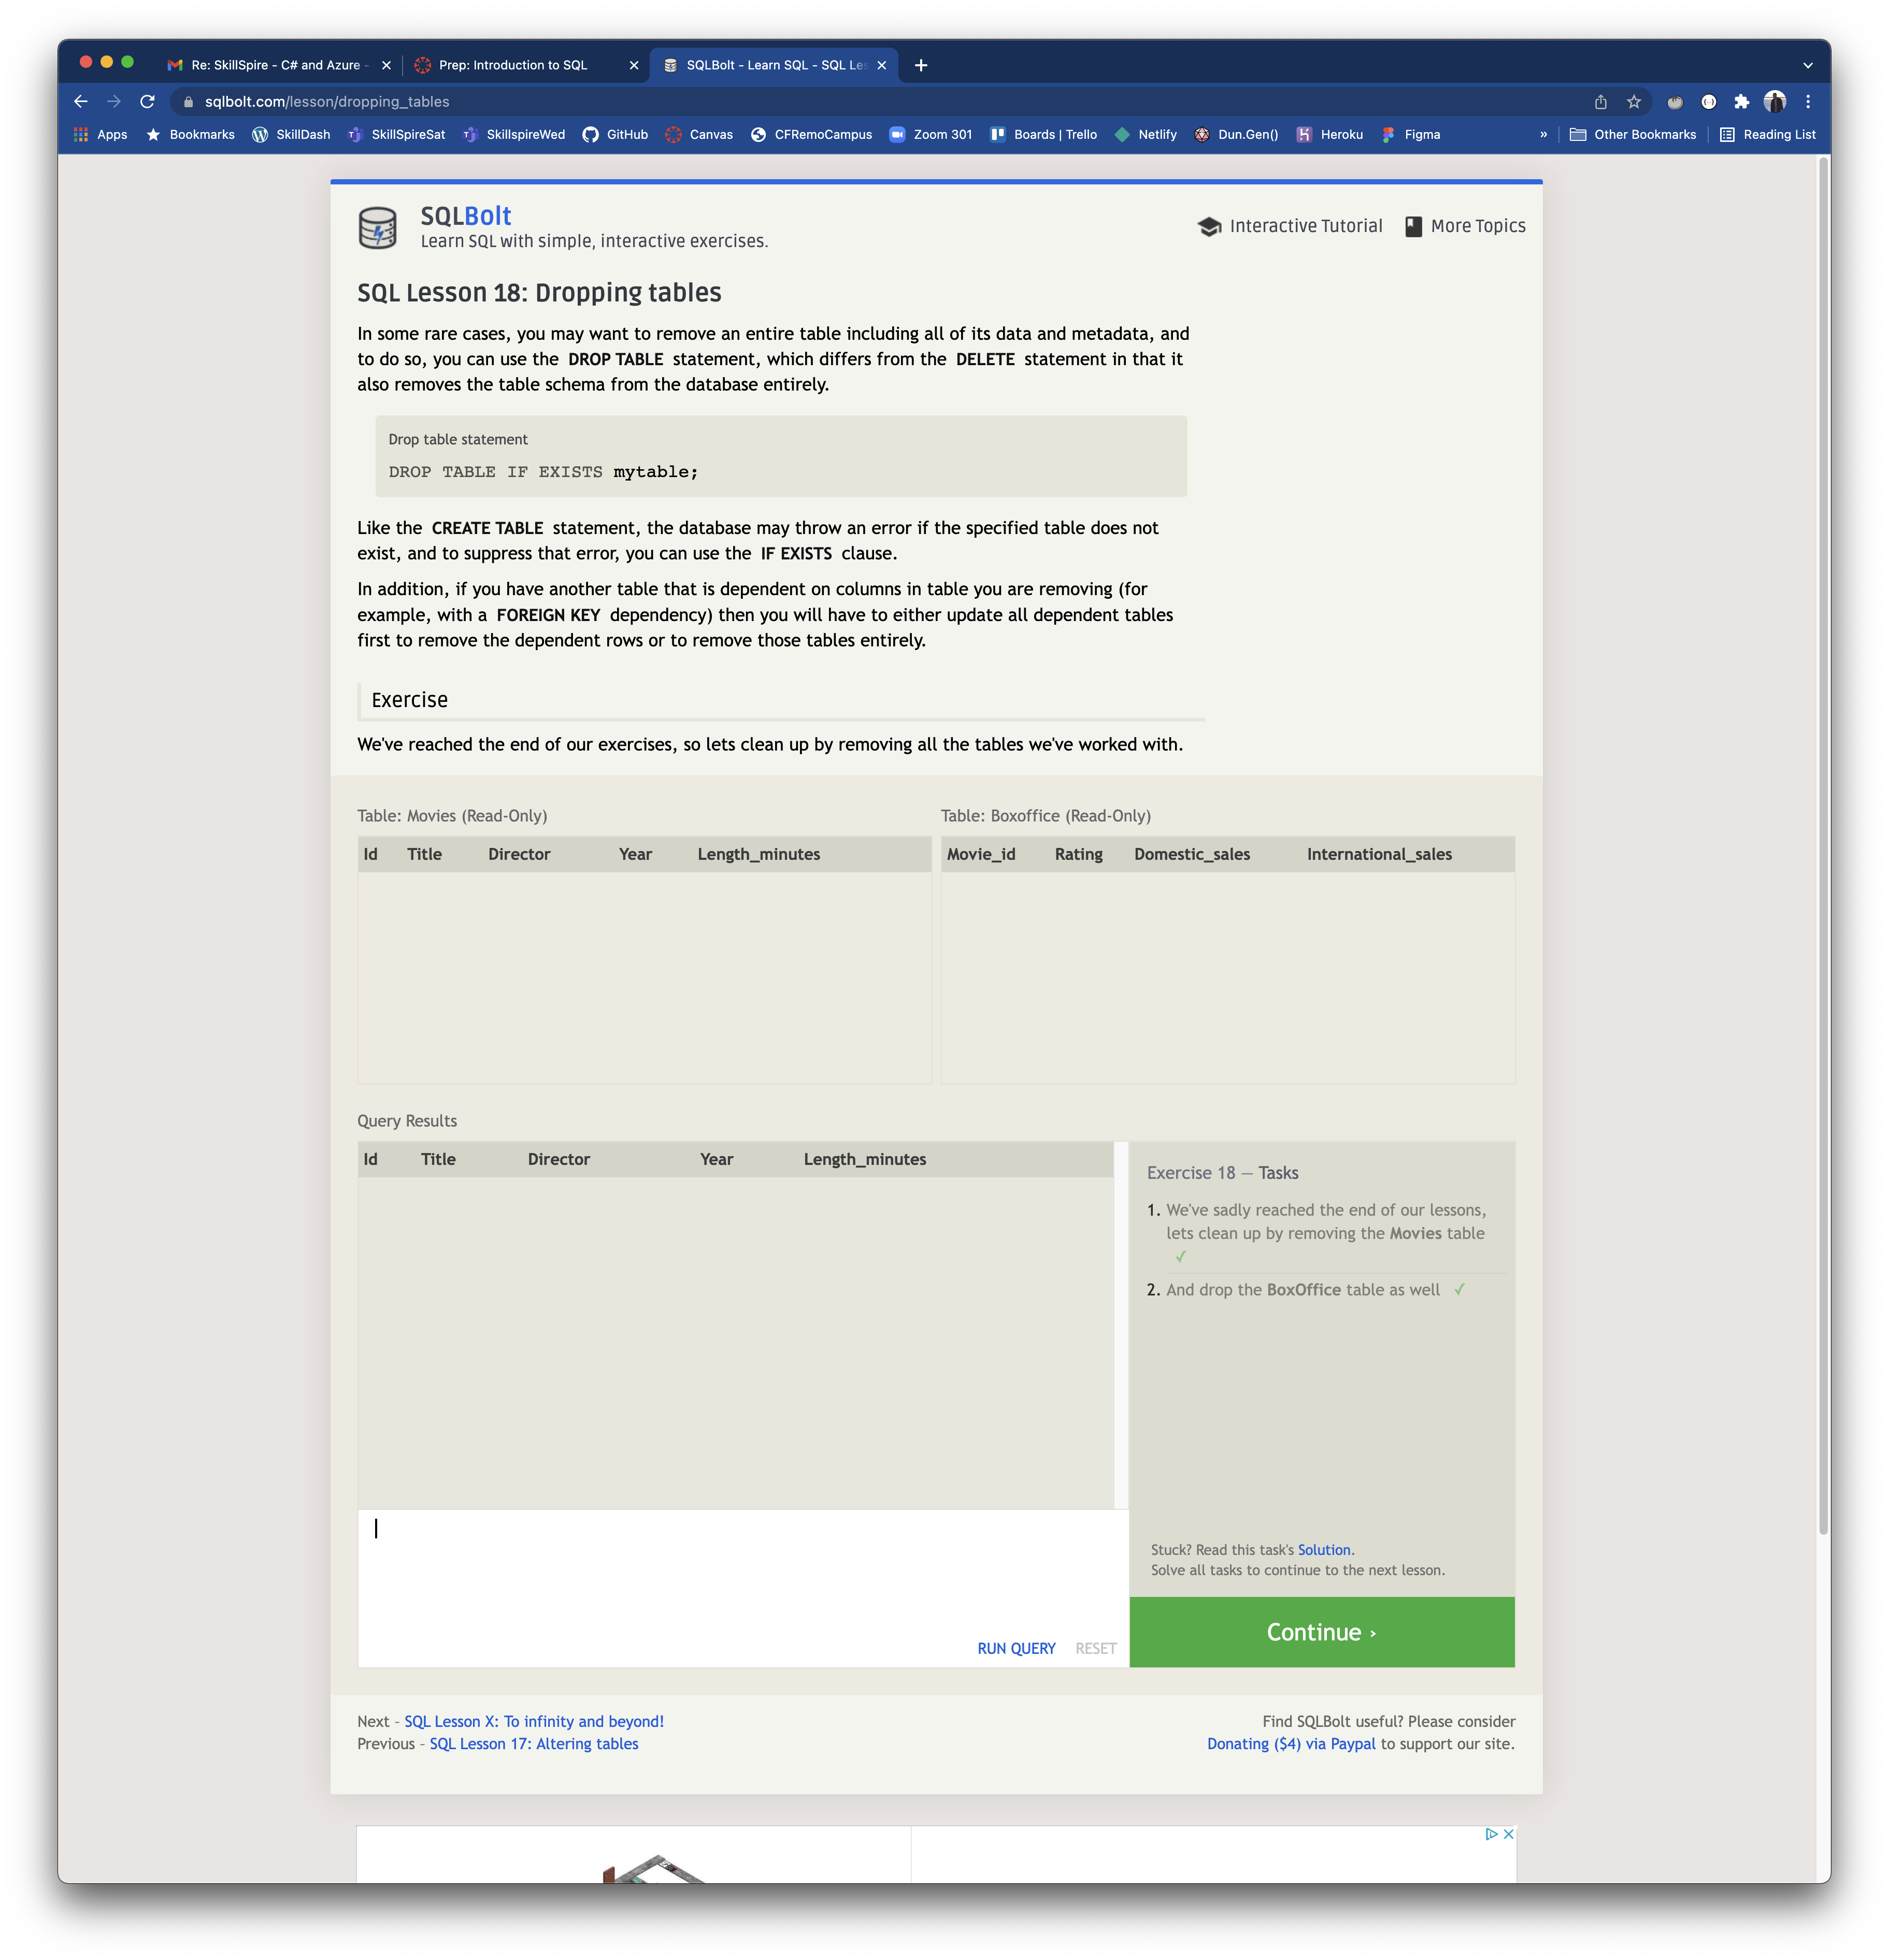 Re: SkillSpire - C# and Azure -
Prep: Introduction to SQL
SQLBolt - Learn SQL - SQL Les
sqlbolt.com/lesson/dropping_tables
Apps Bookmarks SkillDash SkillSpireSat SkillspireWed GitHub Canvas CFRemoCampus Zoom 301 Boards | Trello Netlify Dun.Gen() Heroku Figma » Other Bookmarks Reading List
SQLBolt
Learn SQL with simple, interactive exercises.
Interactive Tutorial More Topics
SQL Lesson 18: Dropping tables
In some rare cases, you may want to remove an entire table including all of its data and metadata, and
to do so, you can use the DROP TABLE statement, which differs from the DELETE statement in that it
also removes the table schema from the database entirely.
Drop table statement
DROP TABLE IF EXISTS mytable;
Like the CREATE TABLE statement, the database may throw an error if the specified table does not
exist, and to suppress that error, you can use the IF EXISTS clause.
In addition, if you have another table that is dependent on columns in table you are removing (for
example, with a FOREIGN KEY dependency) then you will have to either update all dependent tables
first to remove the dependent rows or to remove those tables entirely.
Exercise
We've reached the end of our exercises, so lets clean up by removing all the tables we've worked with.
Table: Movies (Read-Only)
Id Title Director Year Length_minutes
Table: Boxoffice (Read-Only)
Movie_id Rating Domestic_sales International_sales
Query Results
Id Title Director Year Length_minutes
Exercise 18 — Tasks
1. We've sadly reached the end of our lessons,
lets clean up by removing the Movies table
✓
2. And drop the BoxOffice table as well ✓
Stuck? Read this task's Solution.
Solve all tasks to continue to the next lesson.
RUN QUERY RESET
Continue ›
Next – SQL Lesson X: To infinity and beyond!
Previous – SQL Lesson 17: Altering tables
Find SQLBolt useful? Please consider
Donating ($4) via Paypal to support our site.